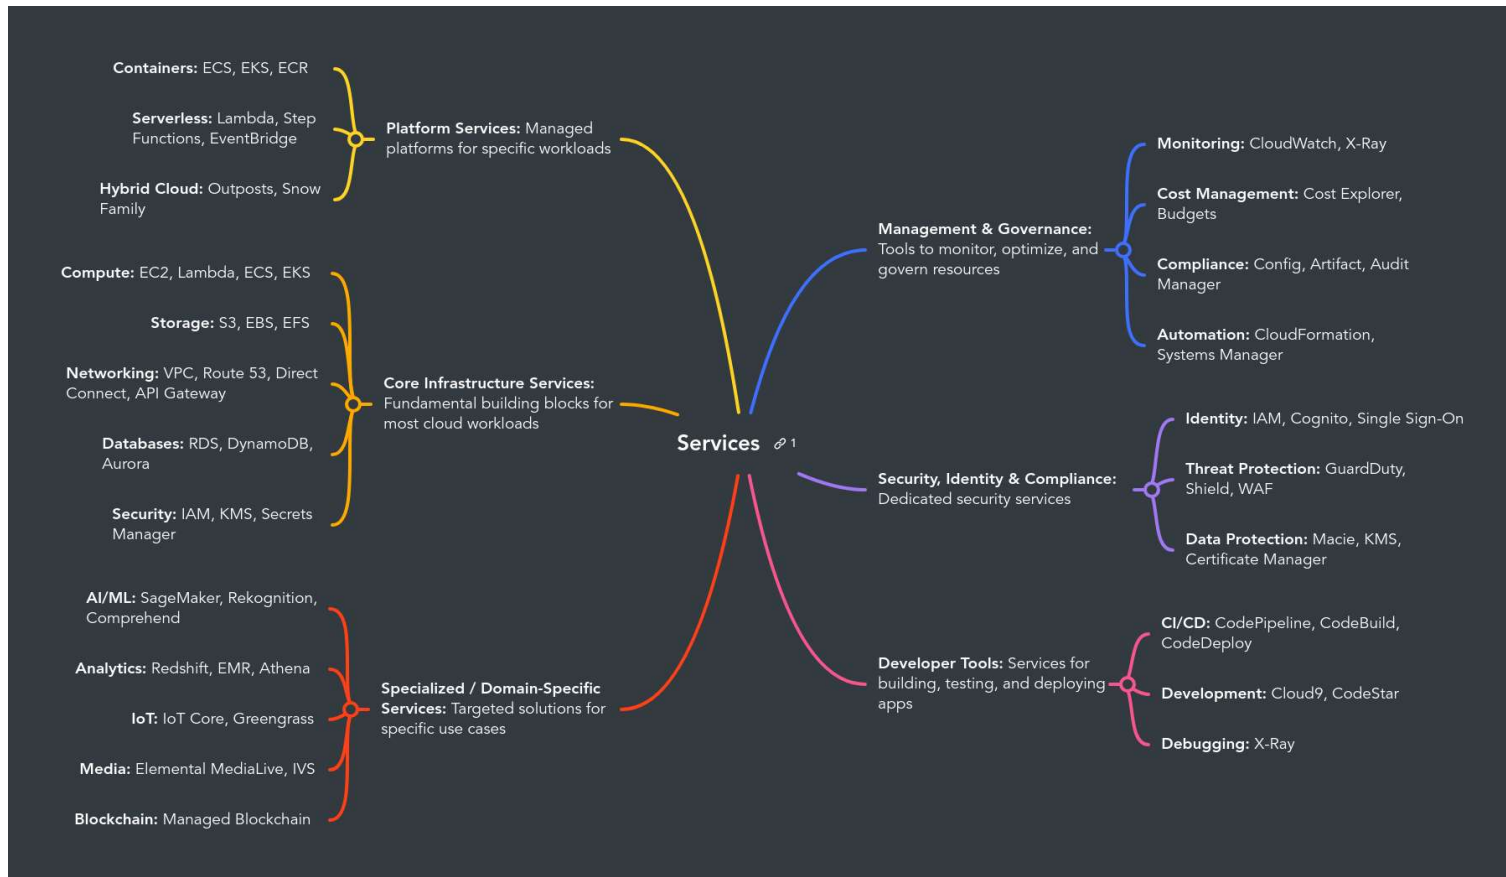 Containers: ECS, EKS, ECR
Serverless: Lambda, Step
Functions, EventBridge
Hybrid Cloud: Outposts, Snow
Family
Platform Services: Managed
platforms for specific workloads
Compute: EC2, Lambda, ECS, EKS
Storage: S3, EBS, EFS
Networking: VPC, Route 53, Direct
Connect, API Gateway
Databases: RDS, DynamoDB,
Aurora
Security: IAM, KMS, Secrets
Manager
Core Infrastructure Services:
Fundamental building blocks for
most cloud workloads
AI/ML: SageMaker, Rekognition,
Comprehend
Analytics: Redshift, EMR, Athena
IoT: IoT Core, Greengrass
Media: Elemental MediaLive, IVS
Blockchain: Managed Blockchain
Specialized / Domain-Specific
Services: Targeted solutions for
specific use cases
Services 1
Management & Governance:
Tools to monitor, optimize, and
govern resources
Monitoring: CloudWatch, X-Ray
Cost Management: Cost Explorer,
Budgets
Compliance: Config, Artifact, Audit
Manager
Automation: CloudFormation,
Systems Manager
Security, Identity & Compliance:
Dedicated security services
Identity: IAM, Cognito, Single Sign-On
Threat Protection: GuardDuty,
Shield, WAF
Data Protection: Macie, KMS,
Certificate Manager
Developer Tools: Services for
building, testing, and deploying
apps
CI/CD: CodePipeline, CodeBuild,
CodeDeploy
Development: Cloud9, CodeStar
Debugging: X-Ray